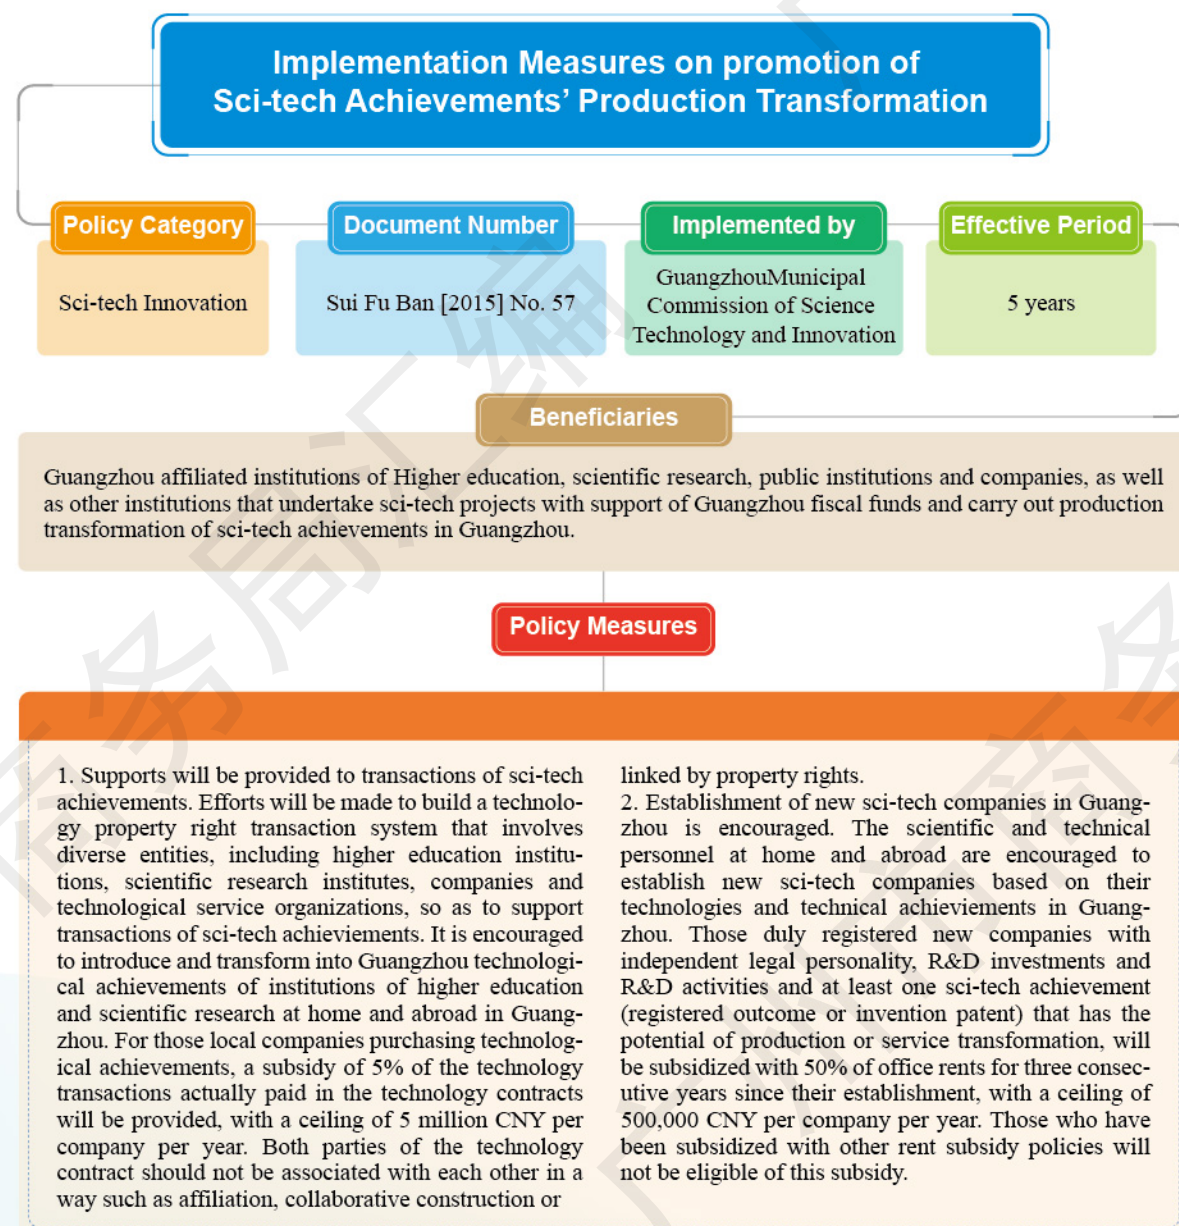 Implementation Measures on promotion of
Sci-tech Achievements’ Production Transformation
Policy Category
Document Number
Implemented by
Effective Period
Sci-tech Innovation
Sui Fu Ban [2015] No. 57
GuangzhouMunicipal
Commission of Science
Technology and Innovation
5 years
Beneficiaries
Guangzhou affiliated institutions of Higher education, scientific research, public institutions and companies, as well
as other institutions that undertake sci-tech projects with support of Guangzhou fiscal funds and carry out production
transformation of sci-tech achievements in Guangzhou.
Policy Measures
1. Supports will be provided to transactions of sci-tech
achievements. Efforts will be made to build a technolo-
gy property right transaction system that involves
diverse entities, including higher education institu-
tions, scientific research institutes, companies and
technological service organizations, so as to support
transactions of sci-tech achieviements. It is encouraged
to introduce and transform into Guangzhou technologi-
cal achievements of institutions of higher education
and scientific research at home and abroad in Guang-
zhou. For those local companies purchasing technolog-
ical achievements, a subsidy of 5% of the technology
transactions actually paid in the technology contracts
will be provided, with a ceiling of 5 million CNY per
company per year. Both parties of the technology
contract should not be associated with each other in a
way such as affiliation, collaborative construction or
linked by property rights.
2. Establishment of new sci-tech companies in Guang-
zhou is encouraged. The scientific and technical
personnel at home and abroad are encouraged to
establish new sci-tech companies based on their
technologies and technical achieviements in Guang-
zhou. Those duly registered new companies with
independent legal personality, R&D investments and
R&D activities and at least one sci-tech achievement
(registered outcome or invention patent) that has the
potential of production or service transformation, will
be subsidized with 50% of office rents for three consec-
utive years since their establishment, with a ceiling of
500,000 CNY per company per year. Those who have
been subsidized with other rent subsidy policies will
not be eligible of this subsidy.
商务局汇编
广州市商务